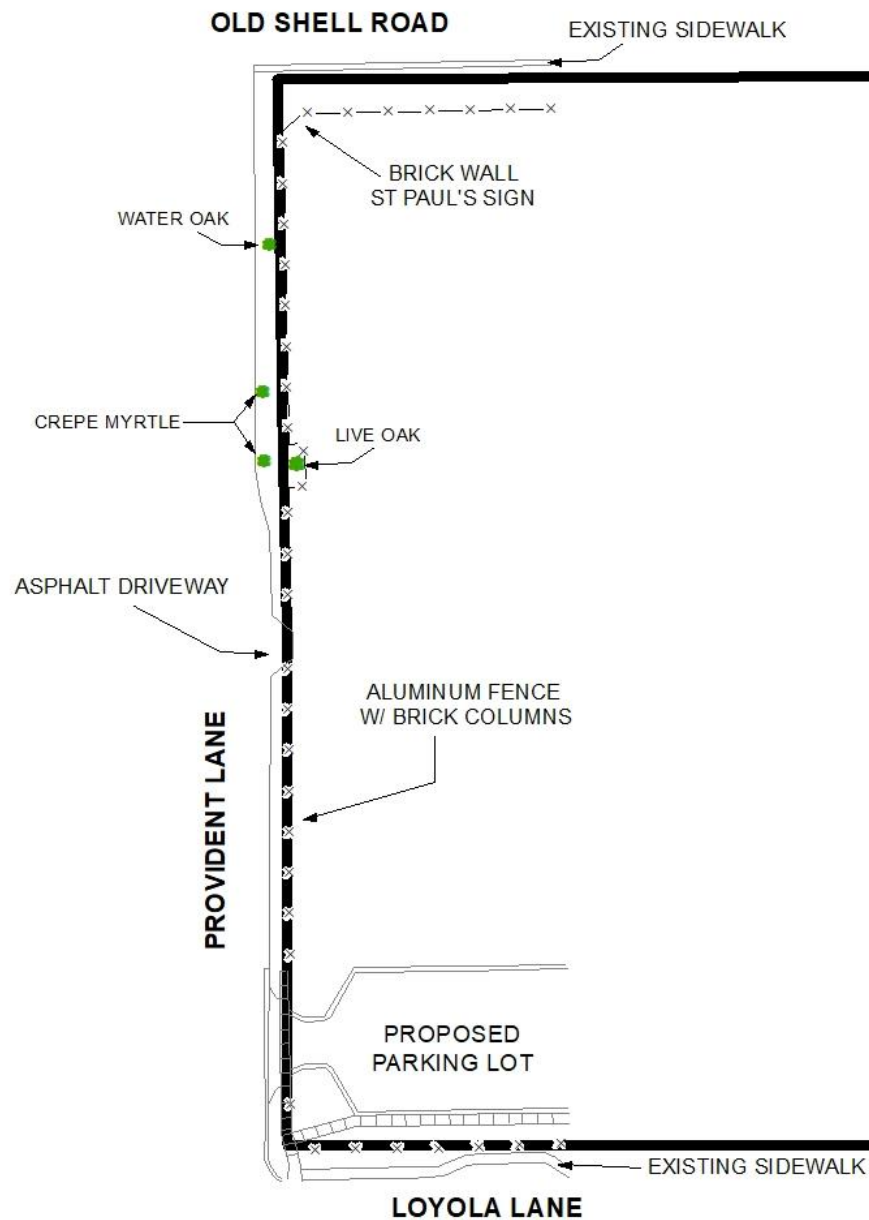 OLD SHELL ROAD
EXISTING SIDEWALK
BRICK WALL
ST PAUL'S SIGN
WATER OAK
CREPE MYRTLE
LIVE OAK
ASPHALT DRIVEWAY
ALUMINUM FENCE
W/ BRICK COLUMNS
PROVIDENT LANE
PROPOSED
PARKING LOT
EXISTING SIDEWALK
LOYOLA LANE